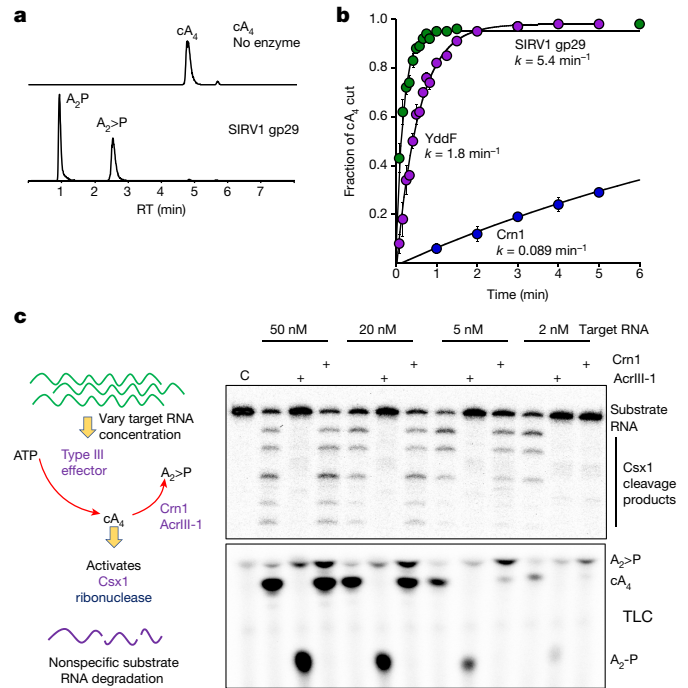 a
cA4
No enzyme
cA4
A2P
A2>P
SIRV1 gp29
1 2 3 4 5 6 7
RT (min)
b
Fraction of cA4 cut
1.0
0.8
0.6
0.4
0.2
0 1 2 3 4 5 6
Time (min)
SIRV1 gp29
k = 5.4 min−1
YddF
k = 1.8 min−1
Crn1
k = 0.089 min−1
c
Vary target RNA
concentration
ATP
Type III
effector
A2>P
cA4
Crn1
AcrIII-1
Activates
Csx1
ribonuclease
Nonspecific substrate
RNA degradation
50 nM 20 nM 5 nM 2 nM Target RNA
+ + + + Crn1
C + + + + AcrIII-1
Substrate
RNA
Csx1
cleavage
products
A2>P
cA4
TLC
A2-P